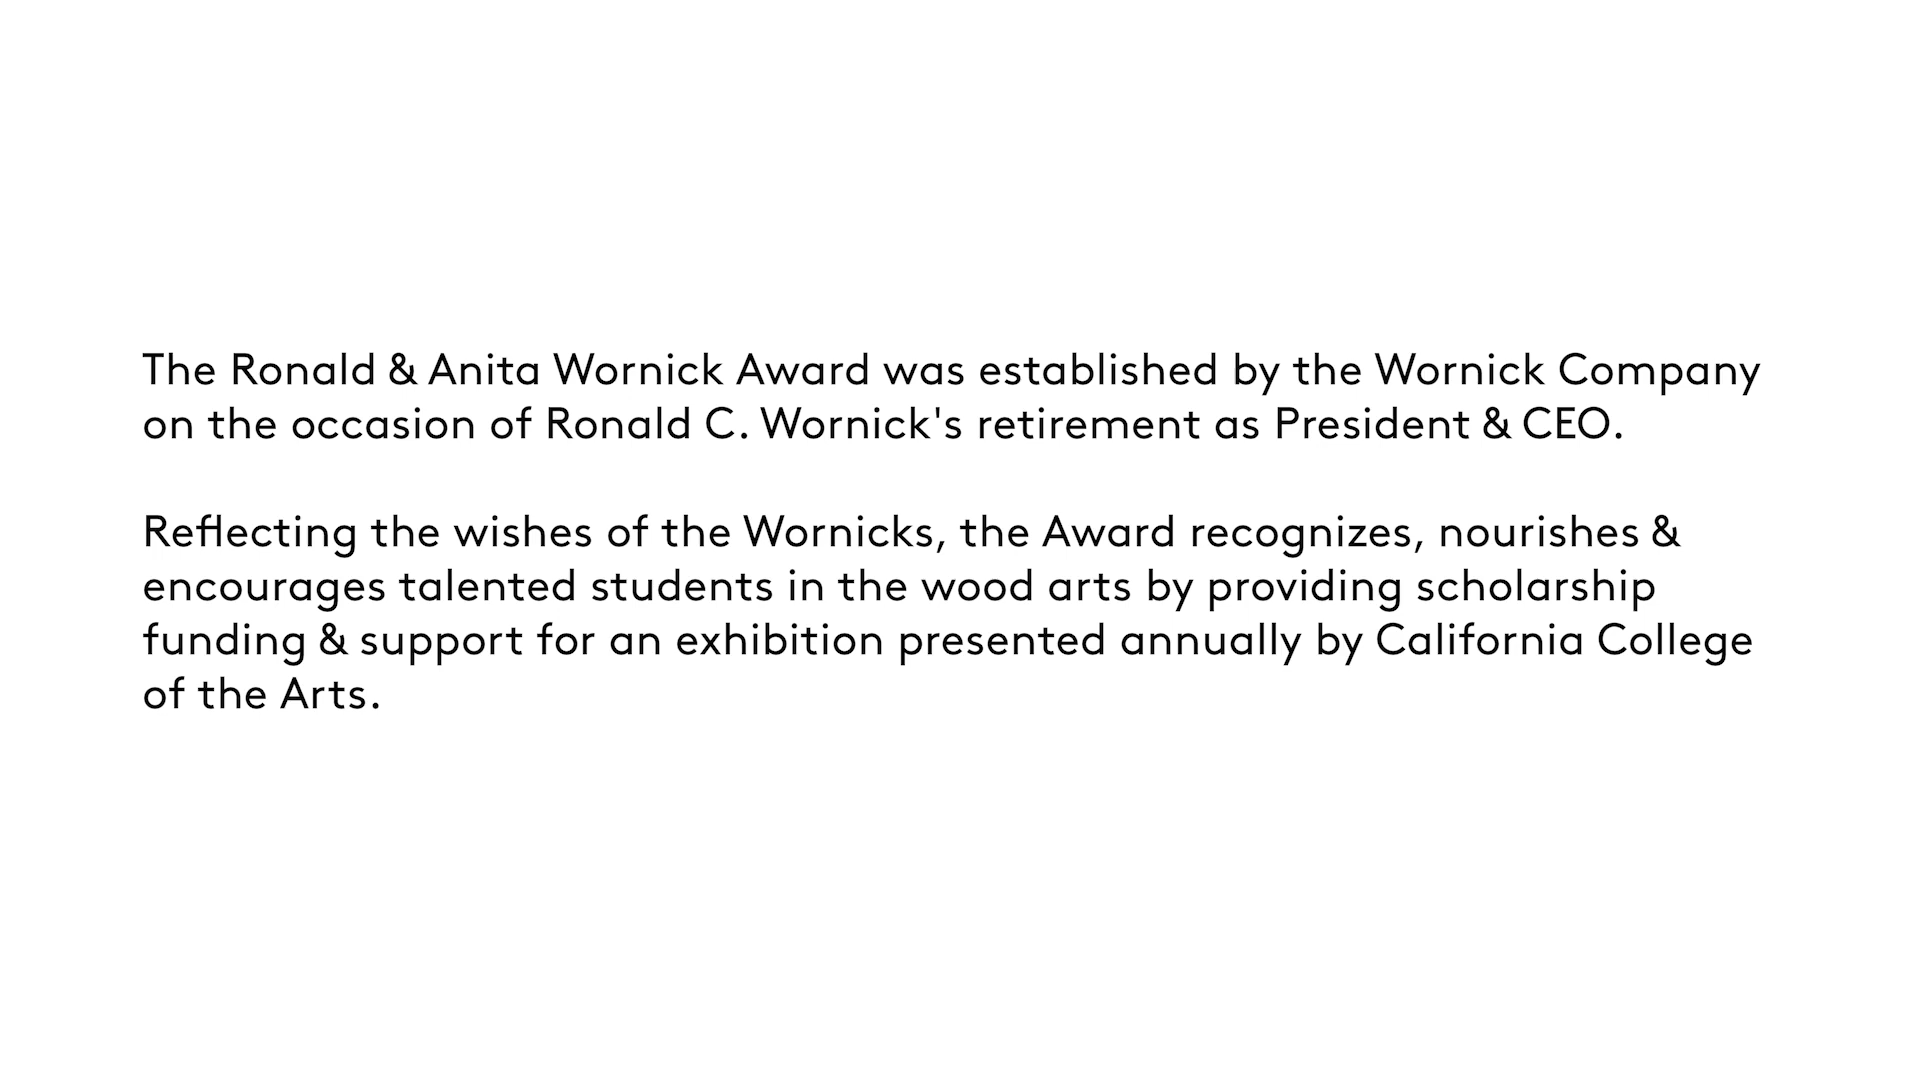 The Ronald & Anita Wornick Award was established by the Wornick Company
on the occasion of Ronald C. Wornick's retirement as President & CEO.
Reflecting the wishes of the Wornicks, the Award recognizes, nourishes &
encourages talented students in the wood arts by providing scholarship
funding & support for an exhibition presented annually by California College
of the Arts.